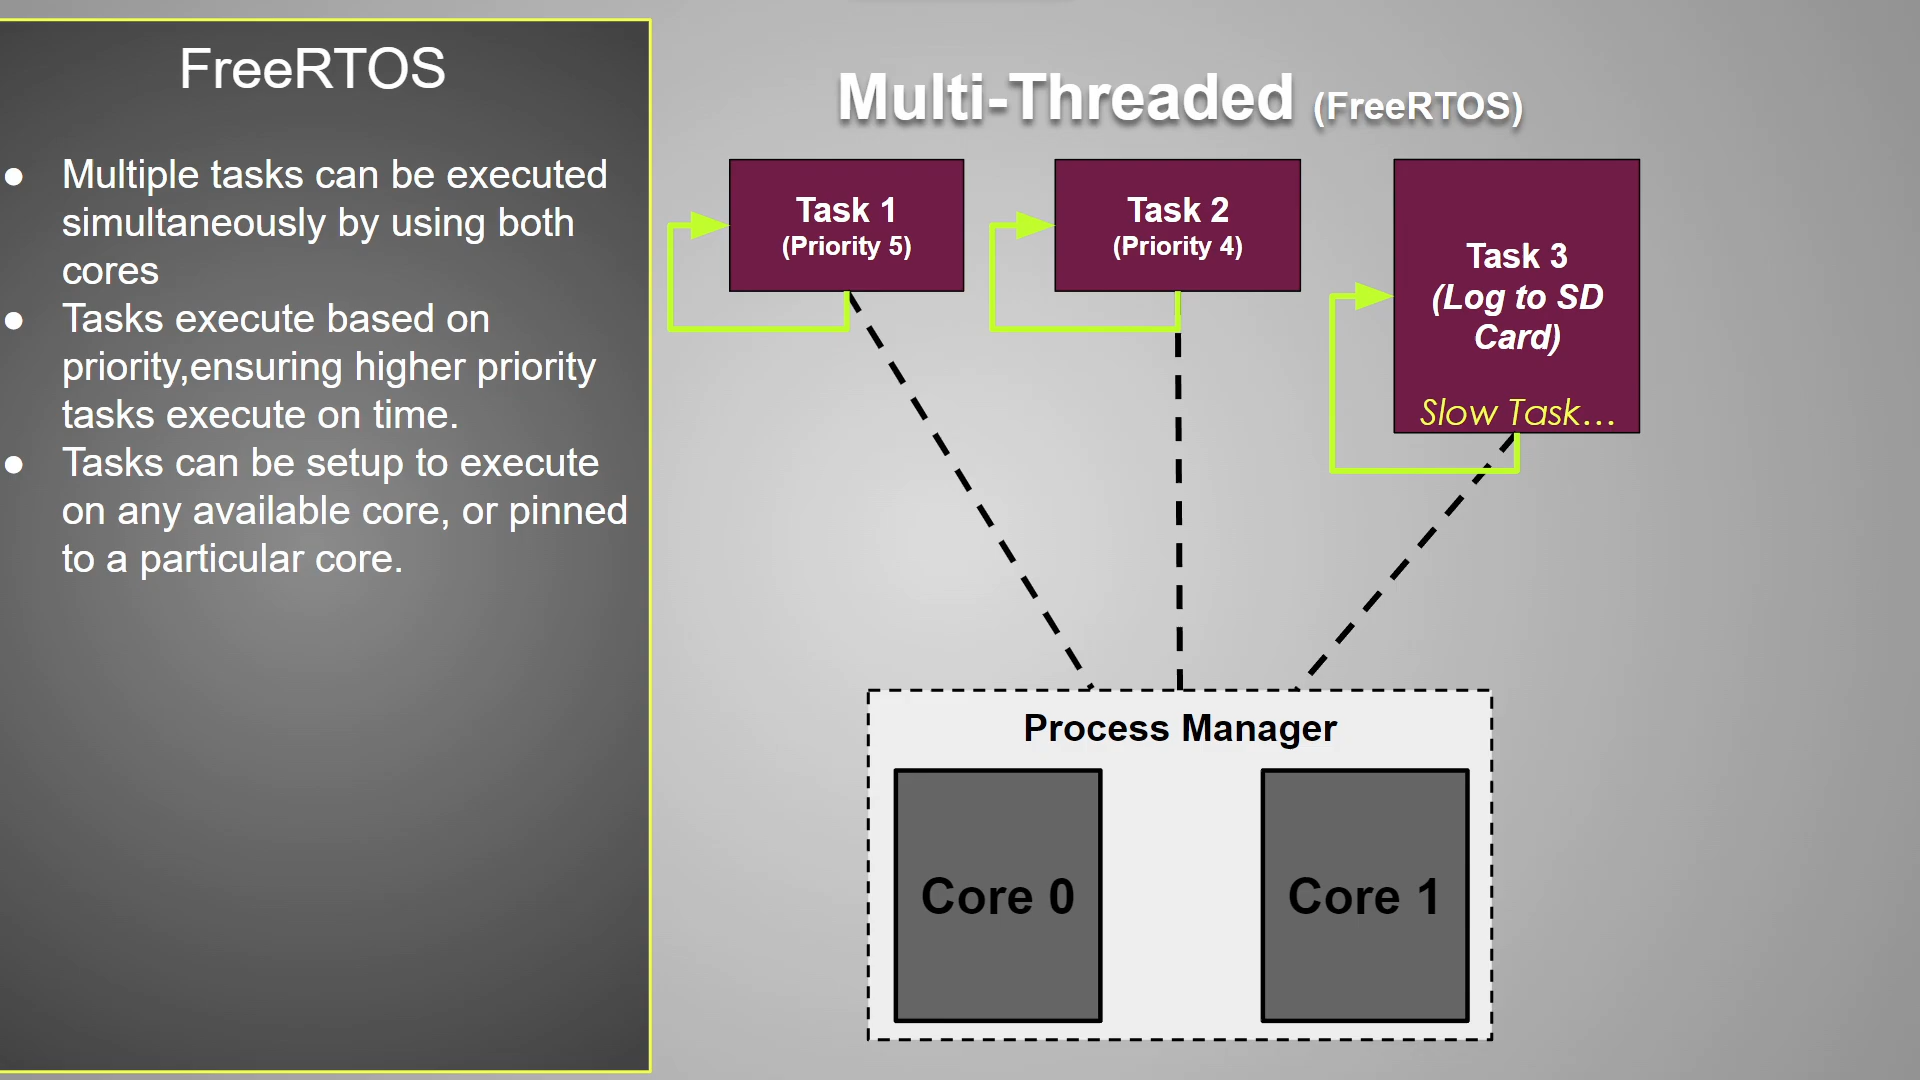 FreeRTOS
● Multiple tasks can be executed
simultaneously by using both
cores
● Tasks execute based on
priority,ensuring higher priority
tasks execute on time.
● Tasks can be setup to execute
on any available core, or pinned
to a particular core.
Multi-Threaded (FreeRTOS)
Task 1
(Priority 5)
Task 2
(Priority 4)
Task 3
(Log to SD
Card)
Slow Task...
Process Manager
Core 0
Core 1